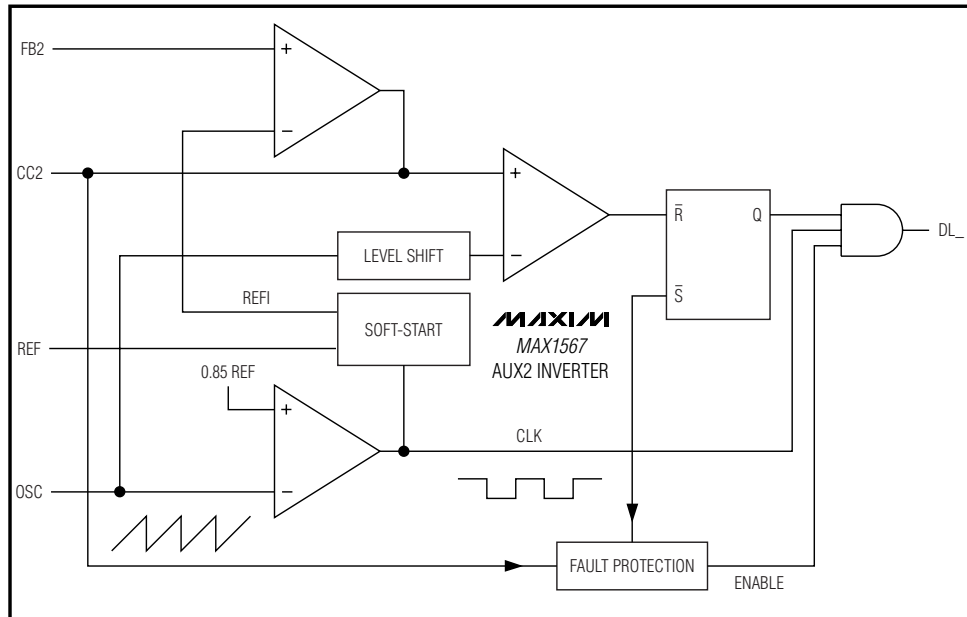 FB2
+
−
CC2
+
R̅
Q
DL_
LEVEL SHIFT
−
REFI
S̅
SOFT-START
MAXIM
MAX1567
AUX2 INVERTER
REF
0.85 REF
+
CLK
OSC
−
FAULT PROTECTION
ENABLE